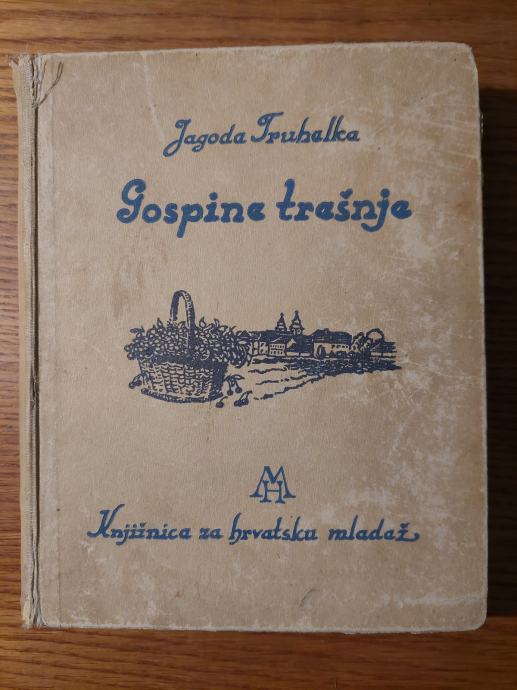 Jagoda Truhelka
Gospine trešnje
MH
Knjižnica za hrvatsku mladež